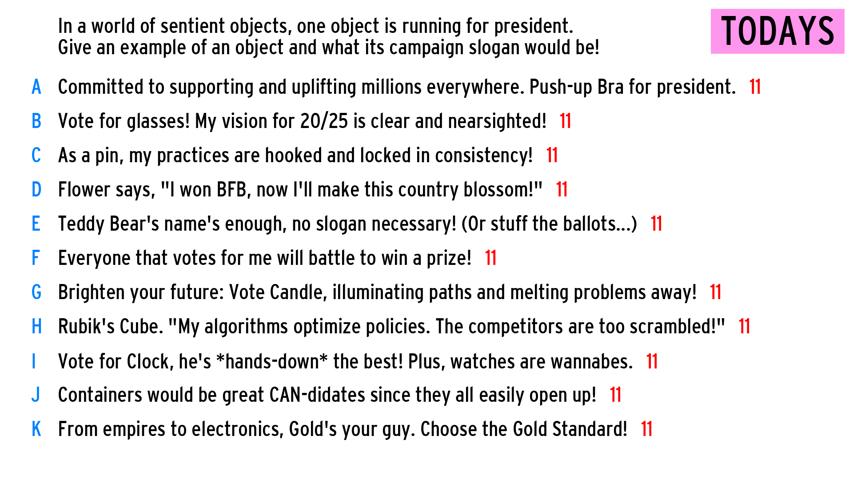 In a world of sentient objects, one object is running for president.
Give an example of an object and what its campaign slogan would be!
TODAYS
A Committed to supporting and uplifting millions everywhere. Push-up Bra for president. 11
B Vote for glasses! My vision for 20/25 is clear and nearsighted! 11
C As a pin, my practices are hooked and locked in consistency! 11
D Flower says, "I won BFB, now I'll make this country blossom!" 11
E Teddy Bear's name's enough, no slogan necessary! (Or stuff the ballots...) 11
F Everyone that votes for me will battle to win a prize! 11
G Brighten your future: Vote Candle, illuminating paths and melting problems away! 11
H Rubik's Cube. "My algorithms optimize policies. The competitors are too scrambled!" 11
I Vote for Clock, he's *hands-down* the best! Plus, watches are wannabes. 11
J Containers would be great CAN-didates since they all easily open up! 11
K From empires to electronics, Gold's your guy. Choose the Gold Standard! 11